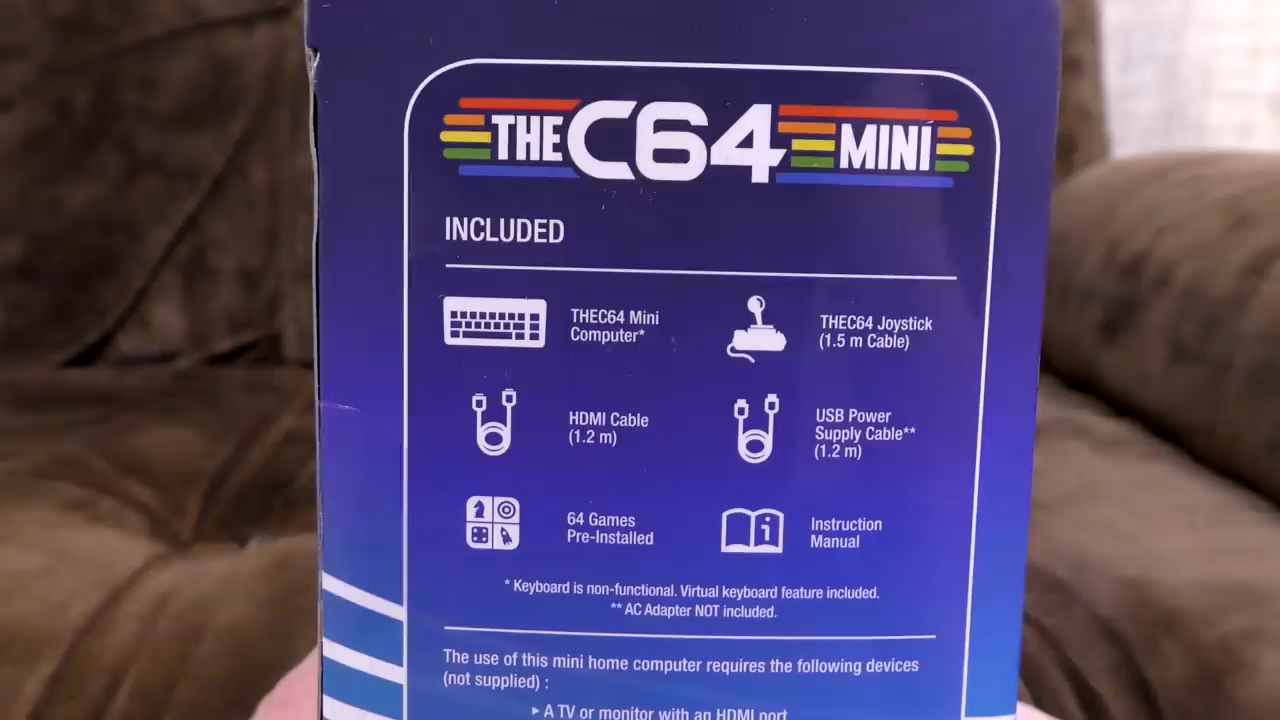 THEC64 MINI
INCLUDED
THEC64 Mini
Computer*
THEC64 Joystick
(1.5 m Cable)
HDMI Cable
(1.2 m)
USB Power
Supply Cable**
(1.2 m)
64 Games
Pre-Installed
Instruction
Manual
* Keyboard is non-functional. Virtual keyboard feature included.
** AC Adapter NOT included.
The use of this mini home computer requires the following devices
(not supplied) :
▸ A TV or monitor with an HDMI port